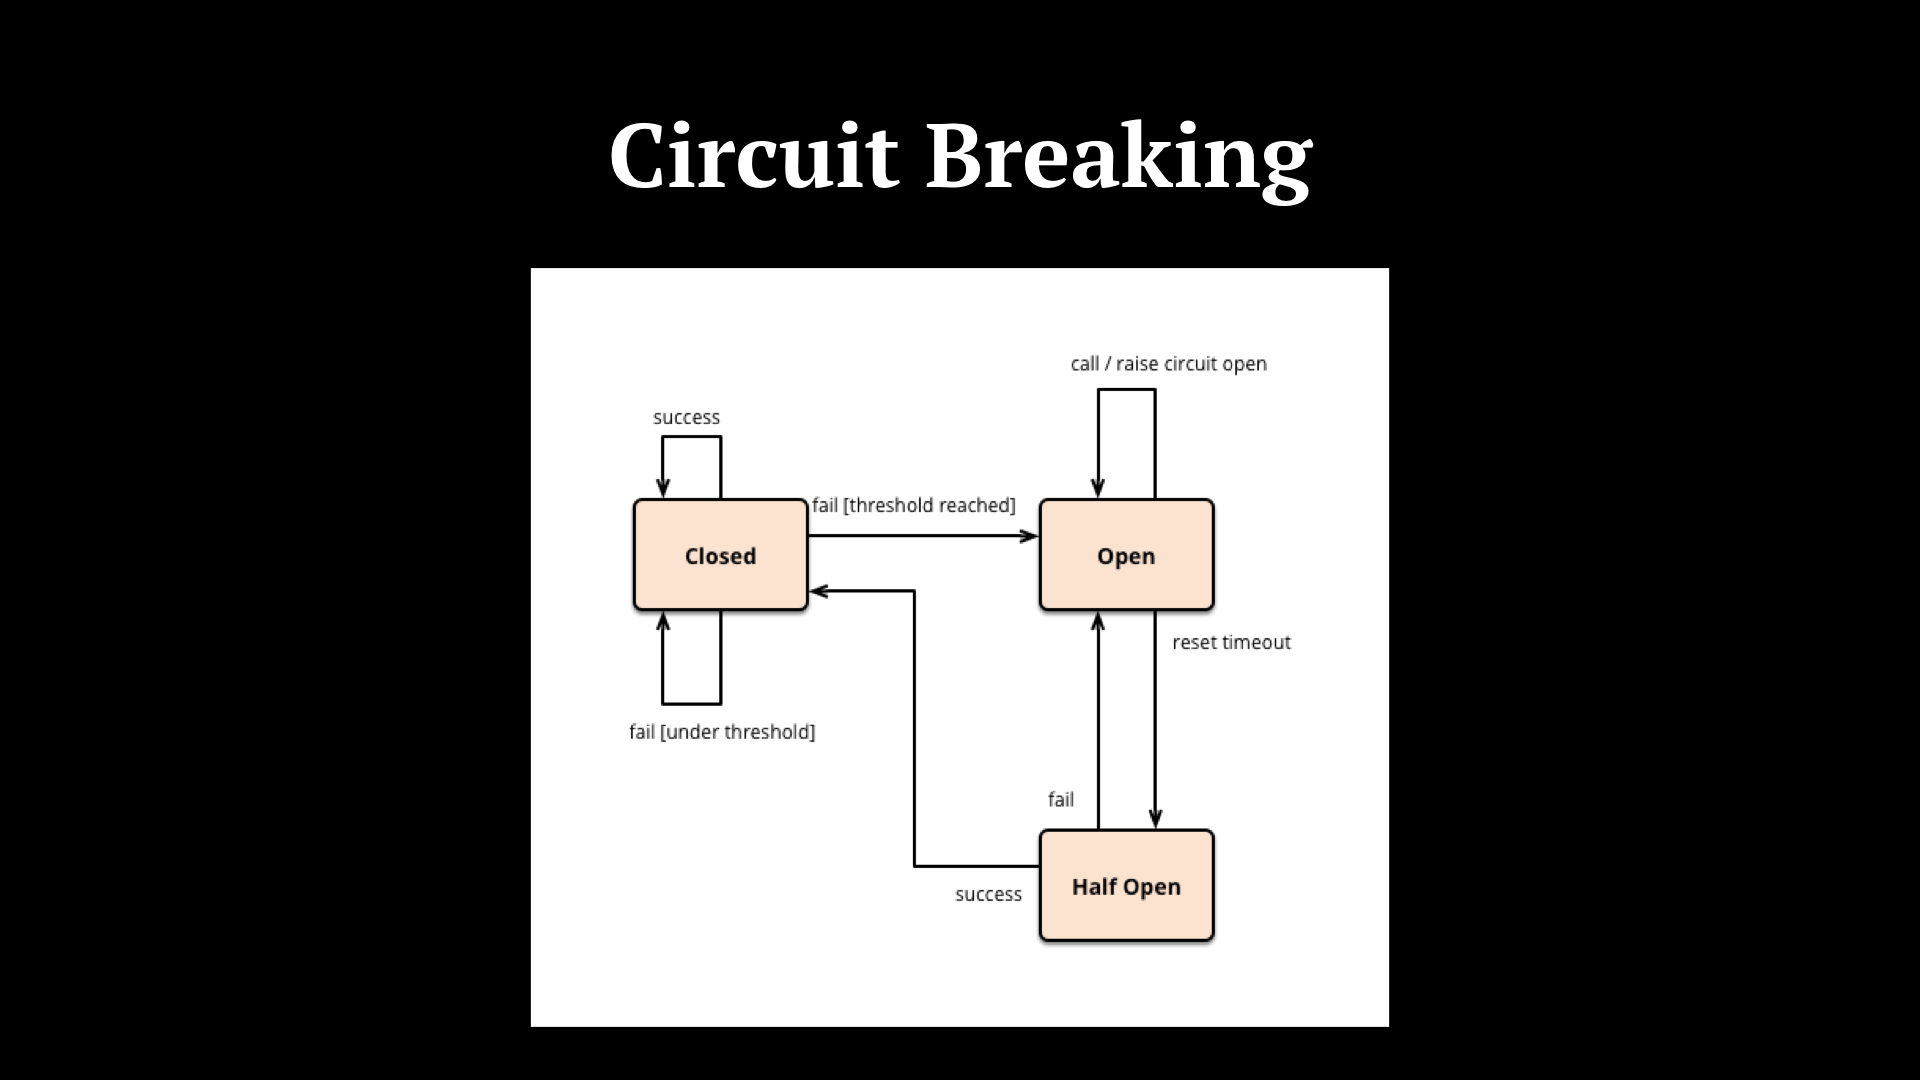 Circuit Breaking
call / raise circuit open
success
fail [threshold reached]
Closed
Open
reset timeout
fail [under threshold]
fail
Half Open
success